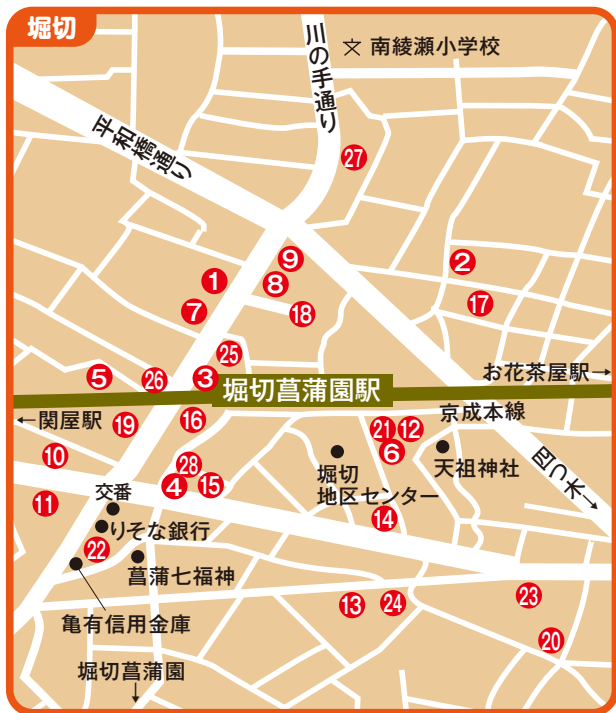 堀切
川の手通り
文 南綾瀬小学校
平和橋通り
27
9
2
1
8
17
7
18
25
5
26
3
堀切菖蒲園駅
お花茶屋駅→
←関屋駅
京成本線
19
16
21
12
10
28
6
堀切
地区センター
天祖神社
四つ木→
11
交番
4
15
14
りそな銀行
22
菖蒲七福神
亀有信用金庫
13
24
23
20
堀切菖蒲園
↓